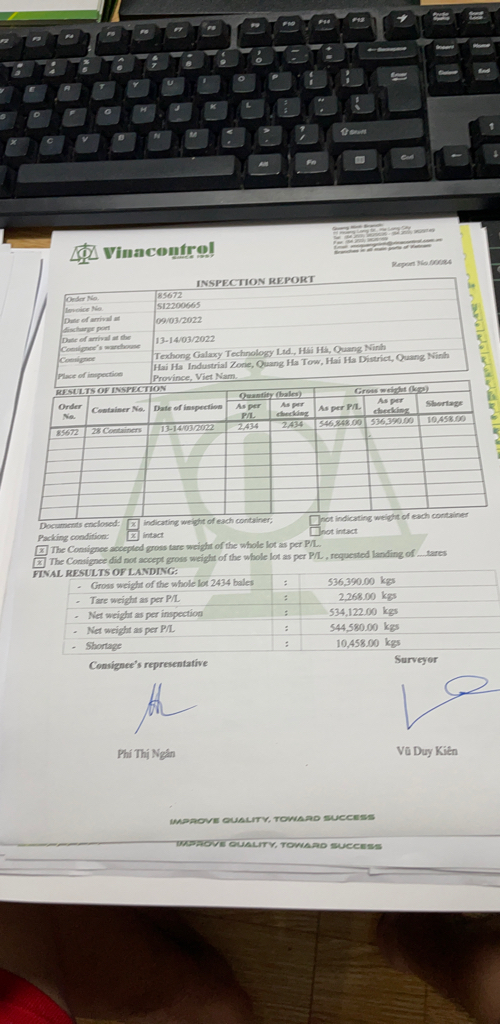 Vinacontrol
SINCE 1957
Report No.00084
INSPECTION REPORT
Order No. 85672
Invoice No. SI2200665
Date of arrival at discharge port 09/03/2022
Date of arrival at the Consignee's warehouse 13-14/03/2022
Consignee Texhong Galaxy Technology Ltd., Hải Hà, Quang Ninh
Place of inspection Hai Ha Industrial Zone, Quang Ha Tow, Hai Ha District, Quang Ninh Province, Viet Nam.
RESULTS OF INSPECTION
Quantity (bales) Gross weight (kgs)
Order No. Container No. Date of inspection As per P/L As per checking As per P/L As per checking Shortage
85672 28 Containers 13-14/03/2022 2,434 2,434 546,848.00 536,390.00 10,458.00
Documents enclosed: x indicating weight of each container; not indicating weight of each container
Packing condition: x intact not intact
x The Consignee accepted gross tare weight of the whole lot as per P/L.
x The Consignee did not accept gross weight of the whole lot as per P/L , requested landing of ....tares
FINAL RESULTS OF LANDING:
- Gross weight of the whole lot 2434 bales : 536,390.00 kgs
- Tare weight as per P/L : 2,268.00 kgs
- Net weight as per inspection : 534,122.00 kgs
- Net weight as per P/L : 544,580.00 kgs
- Shortage : 10,458.00 kgs
Consignee's representative Surveyor
Phí Thị Ngân Vũ Duy Kiên
IMPROVE QUALITY, TOWARD SUCCESS
IMPROVE QUALITY, TOWARD SUCCESS